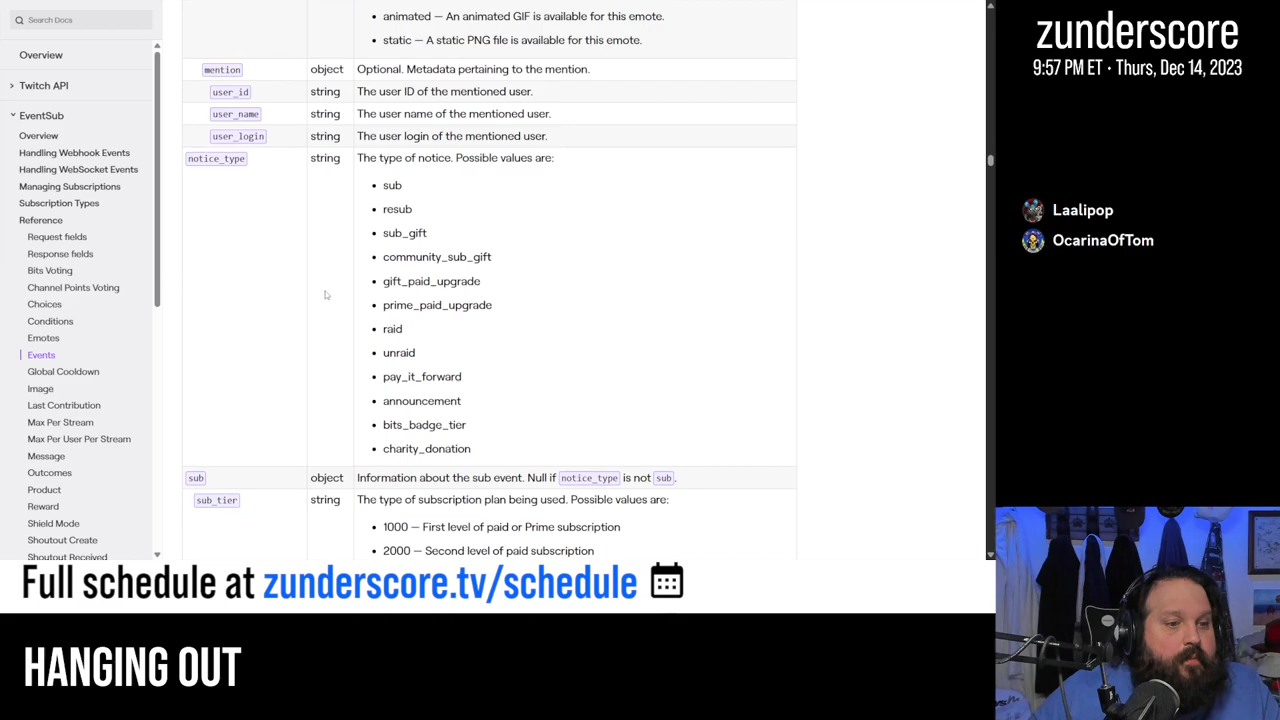 Search Docs
Overview
Twitch API
EventSub
Overview
Handling Webhook Events
Handling WebSocket Events
Managing Subscriptions
Subscription Types
Reference
Request fields
Response fields
Bits Voting
Channel Points Voting
Choices
Conditions
Emotes
Events
Global Cooldown
Image
Last Contribution
Max Per Stream
Max Per User Per Stream
Message
Outcomes
Product
Reward
Shield Mode
Shoutout Create
Shoutout Received
• animated — An animated GIF is available for this emote.
• static — A static PNG file is available for this emote.
mention object Optional. Metadata pertaining to the mention.
user_id string The user ID of the mentioned user.
user_name string The user name of the mentioned user.
user_login string The user login of the mentioned user.
notice_type string The type of notice. Possible values are:
• sub
• resub
• sub_gift
• community_sub_gift
• gift_paid_upgrade
• prime_paid_upgrade
• raid
• unraid
• pay_it_forward
• announcement
• bits_badge_tier
• charity_donation
sub object Information about the sub event. Null if notice_type is not sub.
sub_tier string The type of subscription plan being used. Possible values are:
• 1000 — First level of paid or Prime subscription
• 2000 — Second level of paid subscription
zunderscore
9:57 PM ET • Thurs, Dec 14, 2023
Laalipop
OcarinaOfTom
Full schedule at zunderscore.tv/schedule
HANGING OUT